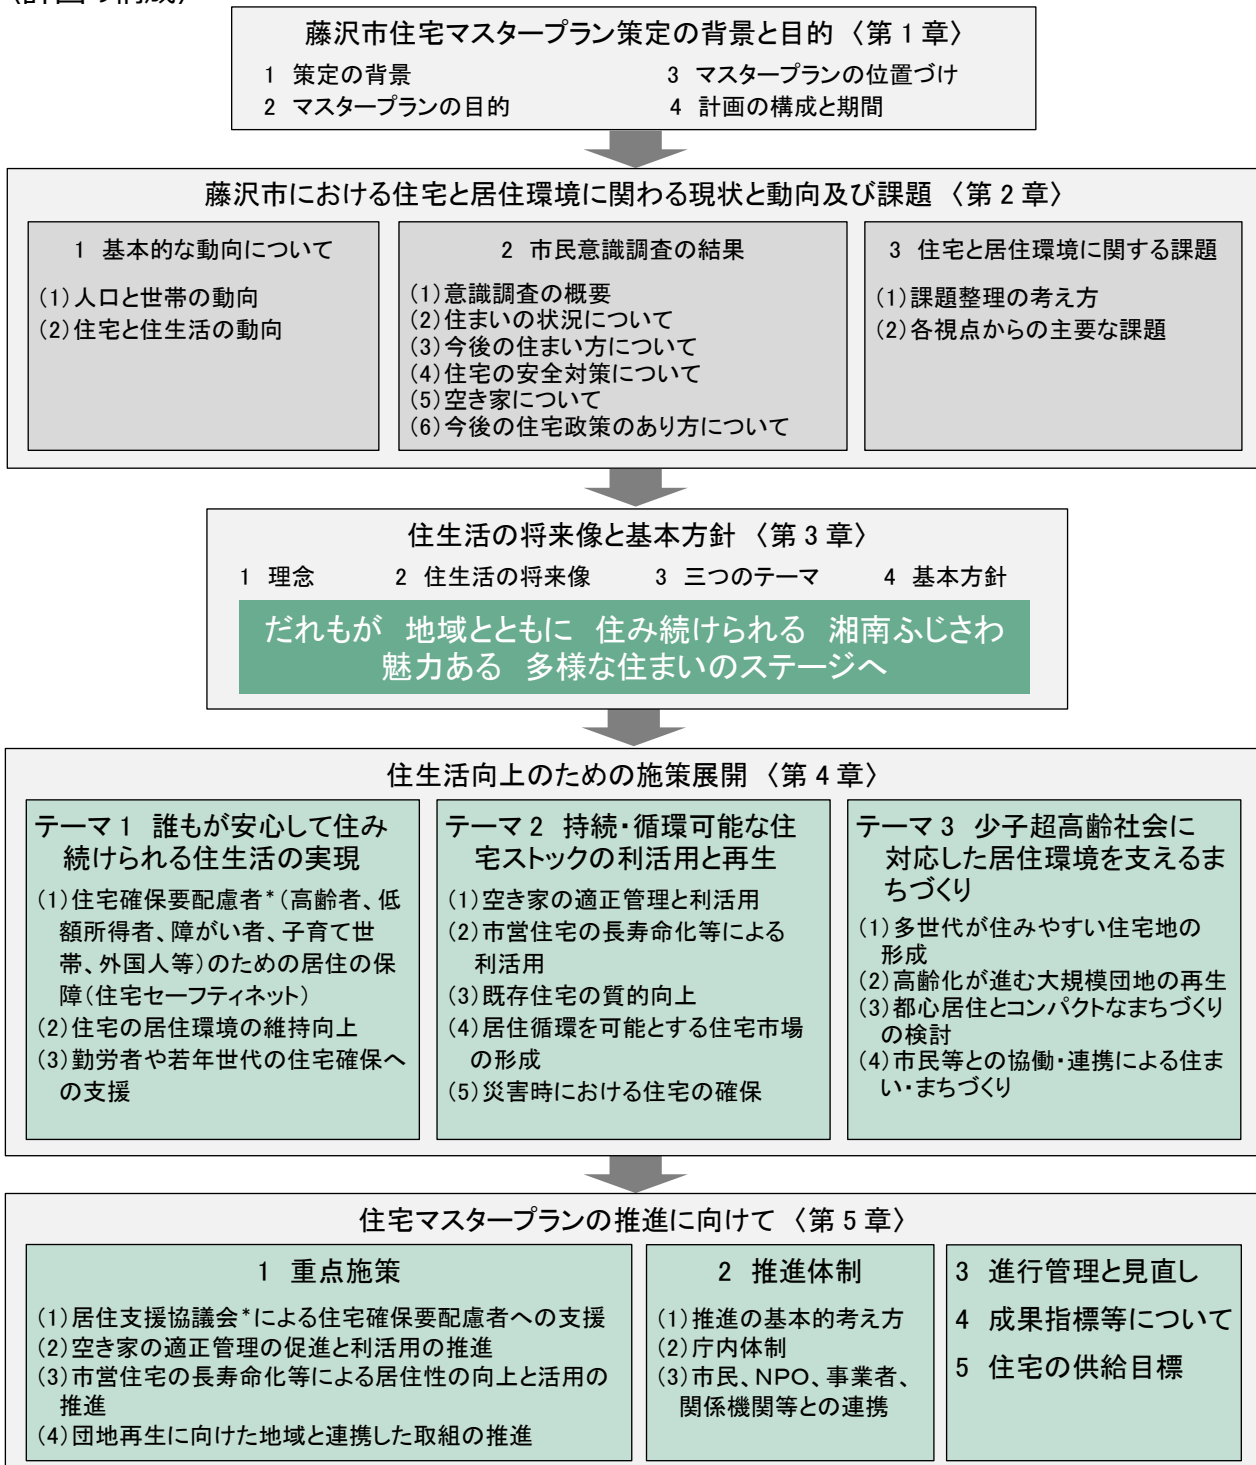 (計画の構成)
藤沢市住宅マスタープラン策定の背景と目的 〈第1章〉
1 策定の背景
2 マスタープランの目的
3 マスタープランの位置づけ
4 計画の構成と期間
藤沢市における住宅と居住環境に関わる現状と動向及び課題 〈第2章〉
1 基本的な動向について
(1)人口と世帯の動向
(2)住宅と住生活の動向
2 市民意識調査の結果
(1)意識調査の概要
(2)住まいの状況について
(3)今後の住まい方について
(4)住宅の安全対策について
(5)空き家について
(6)今後の住宅政策のあり方について
3 住宅と居住環境に関する課題
(1)課題整理の考え方
(2)各視点からの主要な課題
住生活の将来像と基本方針 〈第3章〉
1 理念 2 住生活の将来像 3 三つのテーマ 4 基本方針
だれもが 地域とともに 住み続けられる 湘南ふじさわ
魅力ある 多様な住まいのステージへ
住生活向上のための施策展開 〈第4章〉
テーマ1 誰もが安心して住み
続けられる住生活の実現
(1)住宅確保要配慮者*(高齢者、低
額所得者、障がい者、子育て世
帯、外国人等)のための居住の保
障(住宅セーフティネット)
(2)住宅の居住環境の維持向上
(3)勤労者や若年世代の住宅確保へ
の支援
テーマ2 持続・循環可能な住
宅ストックの利活用と再生
(1)空き家の適正管理と利活用
(2)市営住宅の長寿命化等による
利活用
(3)既存住宅の質的向上
(4)居住循環を可能とする住宅市場
の形成
(5)災害時における住宅の確保
テーマ3 少子超高齢社会に
対応した居住環境を支えるま
ちづくり
(1)多世代が住みやすい住宅地の
形成
(2)高齢化が進む大規模団地の再生
(3)都心居住とコンパクトなまちづくり
の検討
(4)市民等との協働・連携による住ま
い・まちづくり
住宅マスタープランの推進に向けて 〈第5章〉
1 重点施策
(1)居住支援協議会*による住宅確保要配慮者への支援
(2)空き家の適正管理の促進と利活用の推進
(3)市営住宅の長寿命化等による居住性の向上と活用の
推進
(4)団地再生に向けた地域と連携した取組の推進
2 推進体制
(1)推進の基本的考え方
(2)庁内体制
(3)市民、NPO、事業者、
関係機関等との連携
3 進行管理と見直し
4 成果指標等について
5 住宅の供給目標